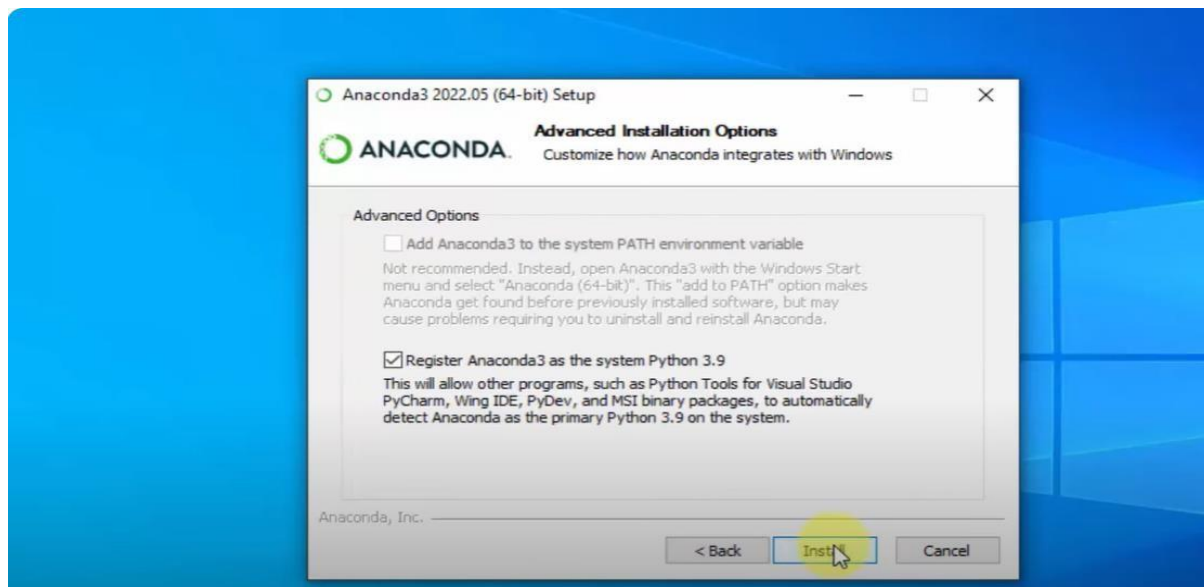 Anaconda3 2022.05 (64-bit) Setup
ANACONDA.
Advanced Installation Options
Customize how Anaconda integrates with Windows
Advanced Options
Add Anaconda3 to the system PATH environment variable
Not recommended. Instead, open Anaconda3 with the Windows Start
menu and select "Anaconda (64-bit)". This "add to PATH" option makes
Anaconda get found before previously installed software, but may
cause problems requiring you to uninstall and reinstall Anaconda.
Register Anaconda3 as the system Python 3.9
This will allow other programs, such as Python Tools for Visual Studio
PyCharm, Wing IDE, PyDev, and MSI binary packages, to automatically
detect Anaconda as the primary Python 3.9 on the system.
Anaconda, Inc.
< Back
Install
Cancel